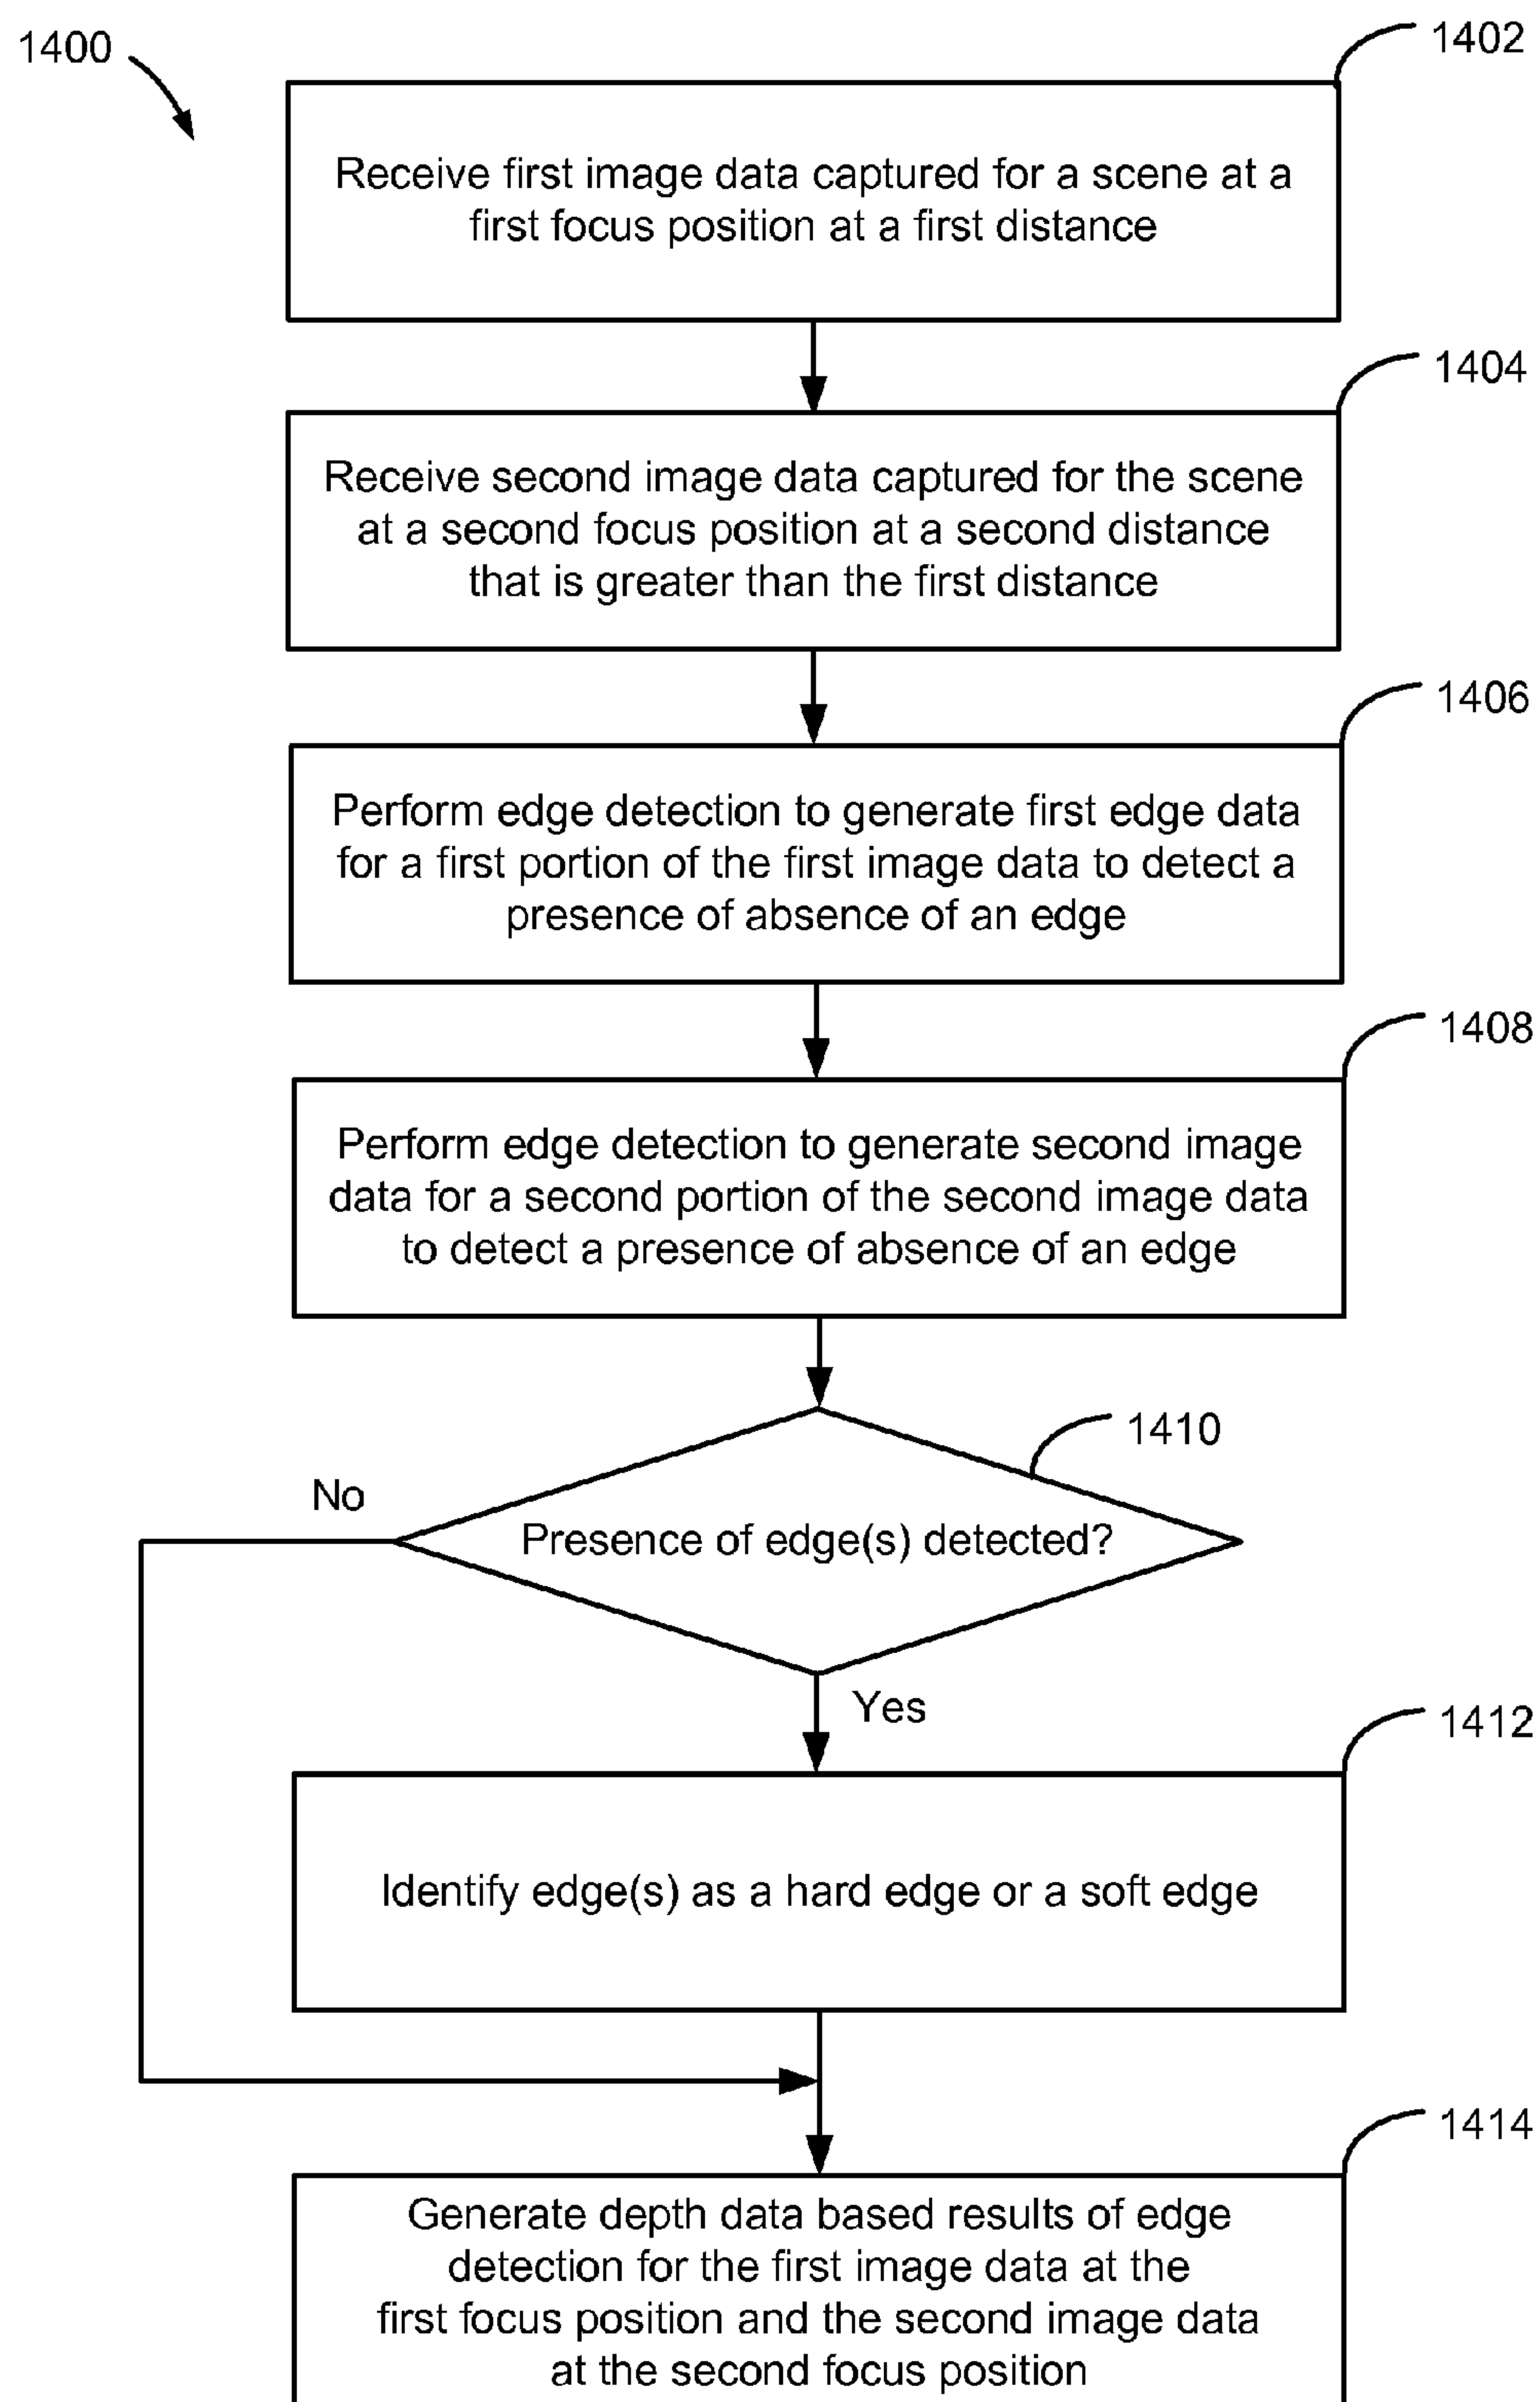 1400
1402
Receive first image data captured for a scene at a
first focus position at a first distance
1404
Receive second image data captured for the scene
at a second focus position at a second distance
that is greater than the first distance
1406
Perform edge detection to generate first edge data
for a first portion of the first image data to detect a
presence of absence of an edge
1408
Perform edge detection to generate second image
data for a second portion of the second image data
to detect a presence of absence of an edge
1410
No
Presence of edge(s) detected?
Yes
1412
Identify edge(s) as a hard edge or a soft edge
1414
Generate depth data based results of edge
detection for the first image data at the
first focus position and the second image data
at the second focus position